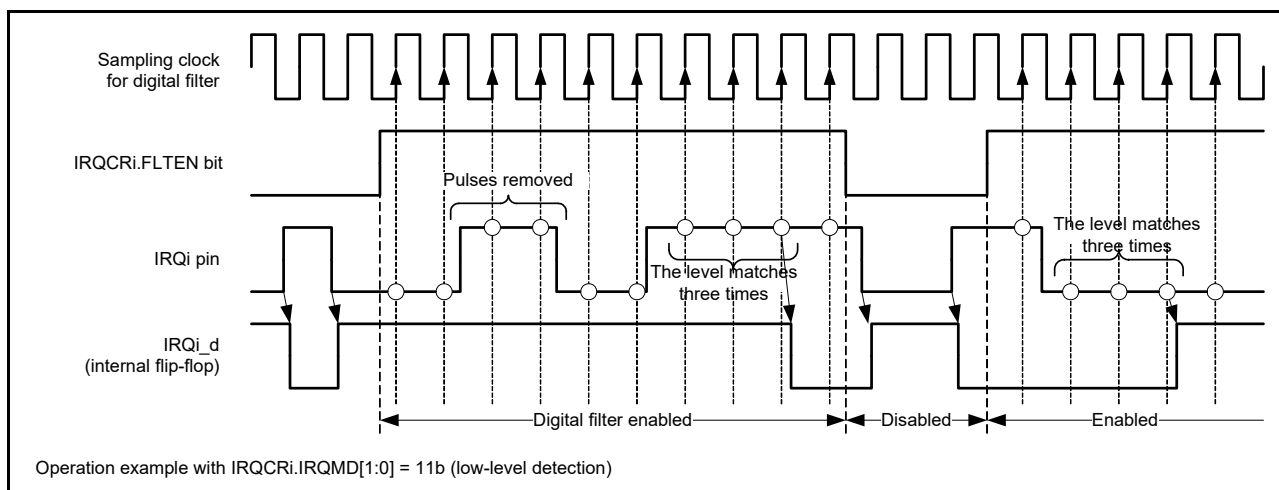 Sampling clock
for digital filter
IRQCRi.FLTEN bit
Pulses removed
IRQi pin
The level matches
three times
The level matches
three times
IRQi_d
(internal flip-flop)
Digital filter enabled
Disabled
Enabled
Operation example with IRQCRi.IRQMD[1:0] = 11b (low-level detection)